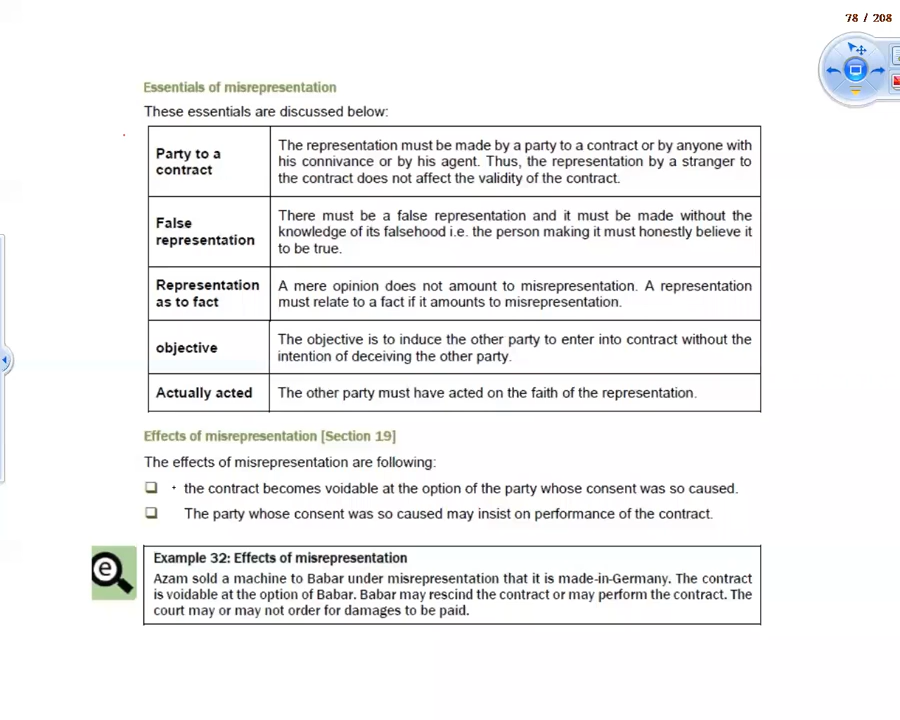 78 / 208
Essentials of misrepresentation
These essentials are discussed below:
Party to a
contract
The representation must be made by a party to a contract or by anyone with
his connivance or by his agent. Thus, the representation by a stranger to
the contract does not affect the validity of the contract.
False
representation
There must be a false representation and it must be made without the
knowledge of its falsehood i.e. the person making it must honestly believe it
to be true.
Representation
as to fact
A mere opinion does not amount to misrepresentation. A representation
must relate to a fact if it amounts to misrepresentation.
objective
The objective is to induce the other party to enter into contract without the
intention of deceiving the other party.
Actually acted
The other party must have acted on the faith of the representation.
Effects of misrepresentation [Section 19]
The effects of misrepresentation are following:
the contract becomes voidable at the option of the party whose consent was so caused.
The party whose consent was so caused may insist on performance of the contract.
e
Example 32: Effects of misrepresentation
Azam sold a machine to Babar under misrepresentation that it is made-in-Germany. The contract
is voidable at the option of Babar. Babar may rescind the contract or may perform the contract. The
court may or may not order for damages to be paid.